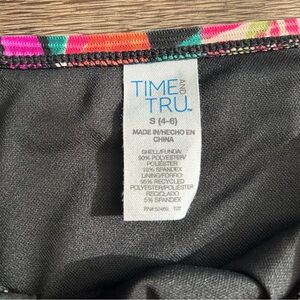 TIME
AND
TRU.
S (4-6)
MADE IN/HECHO EN
CHINA
SHELL/FUNDA:
90% POLYESTER/
POLIÉSTER
10% SPANDEX
LINING/FORRO:
95% RECYCLED
POLYESTER/POLIÉSTER
RECICLADO
5% SPANDEX